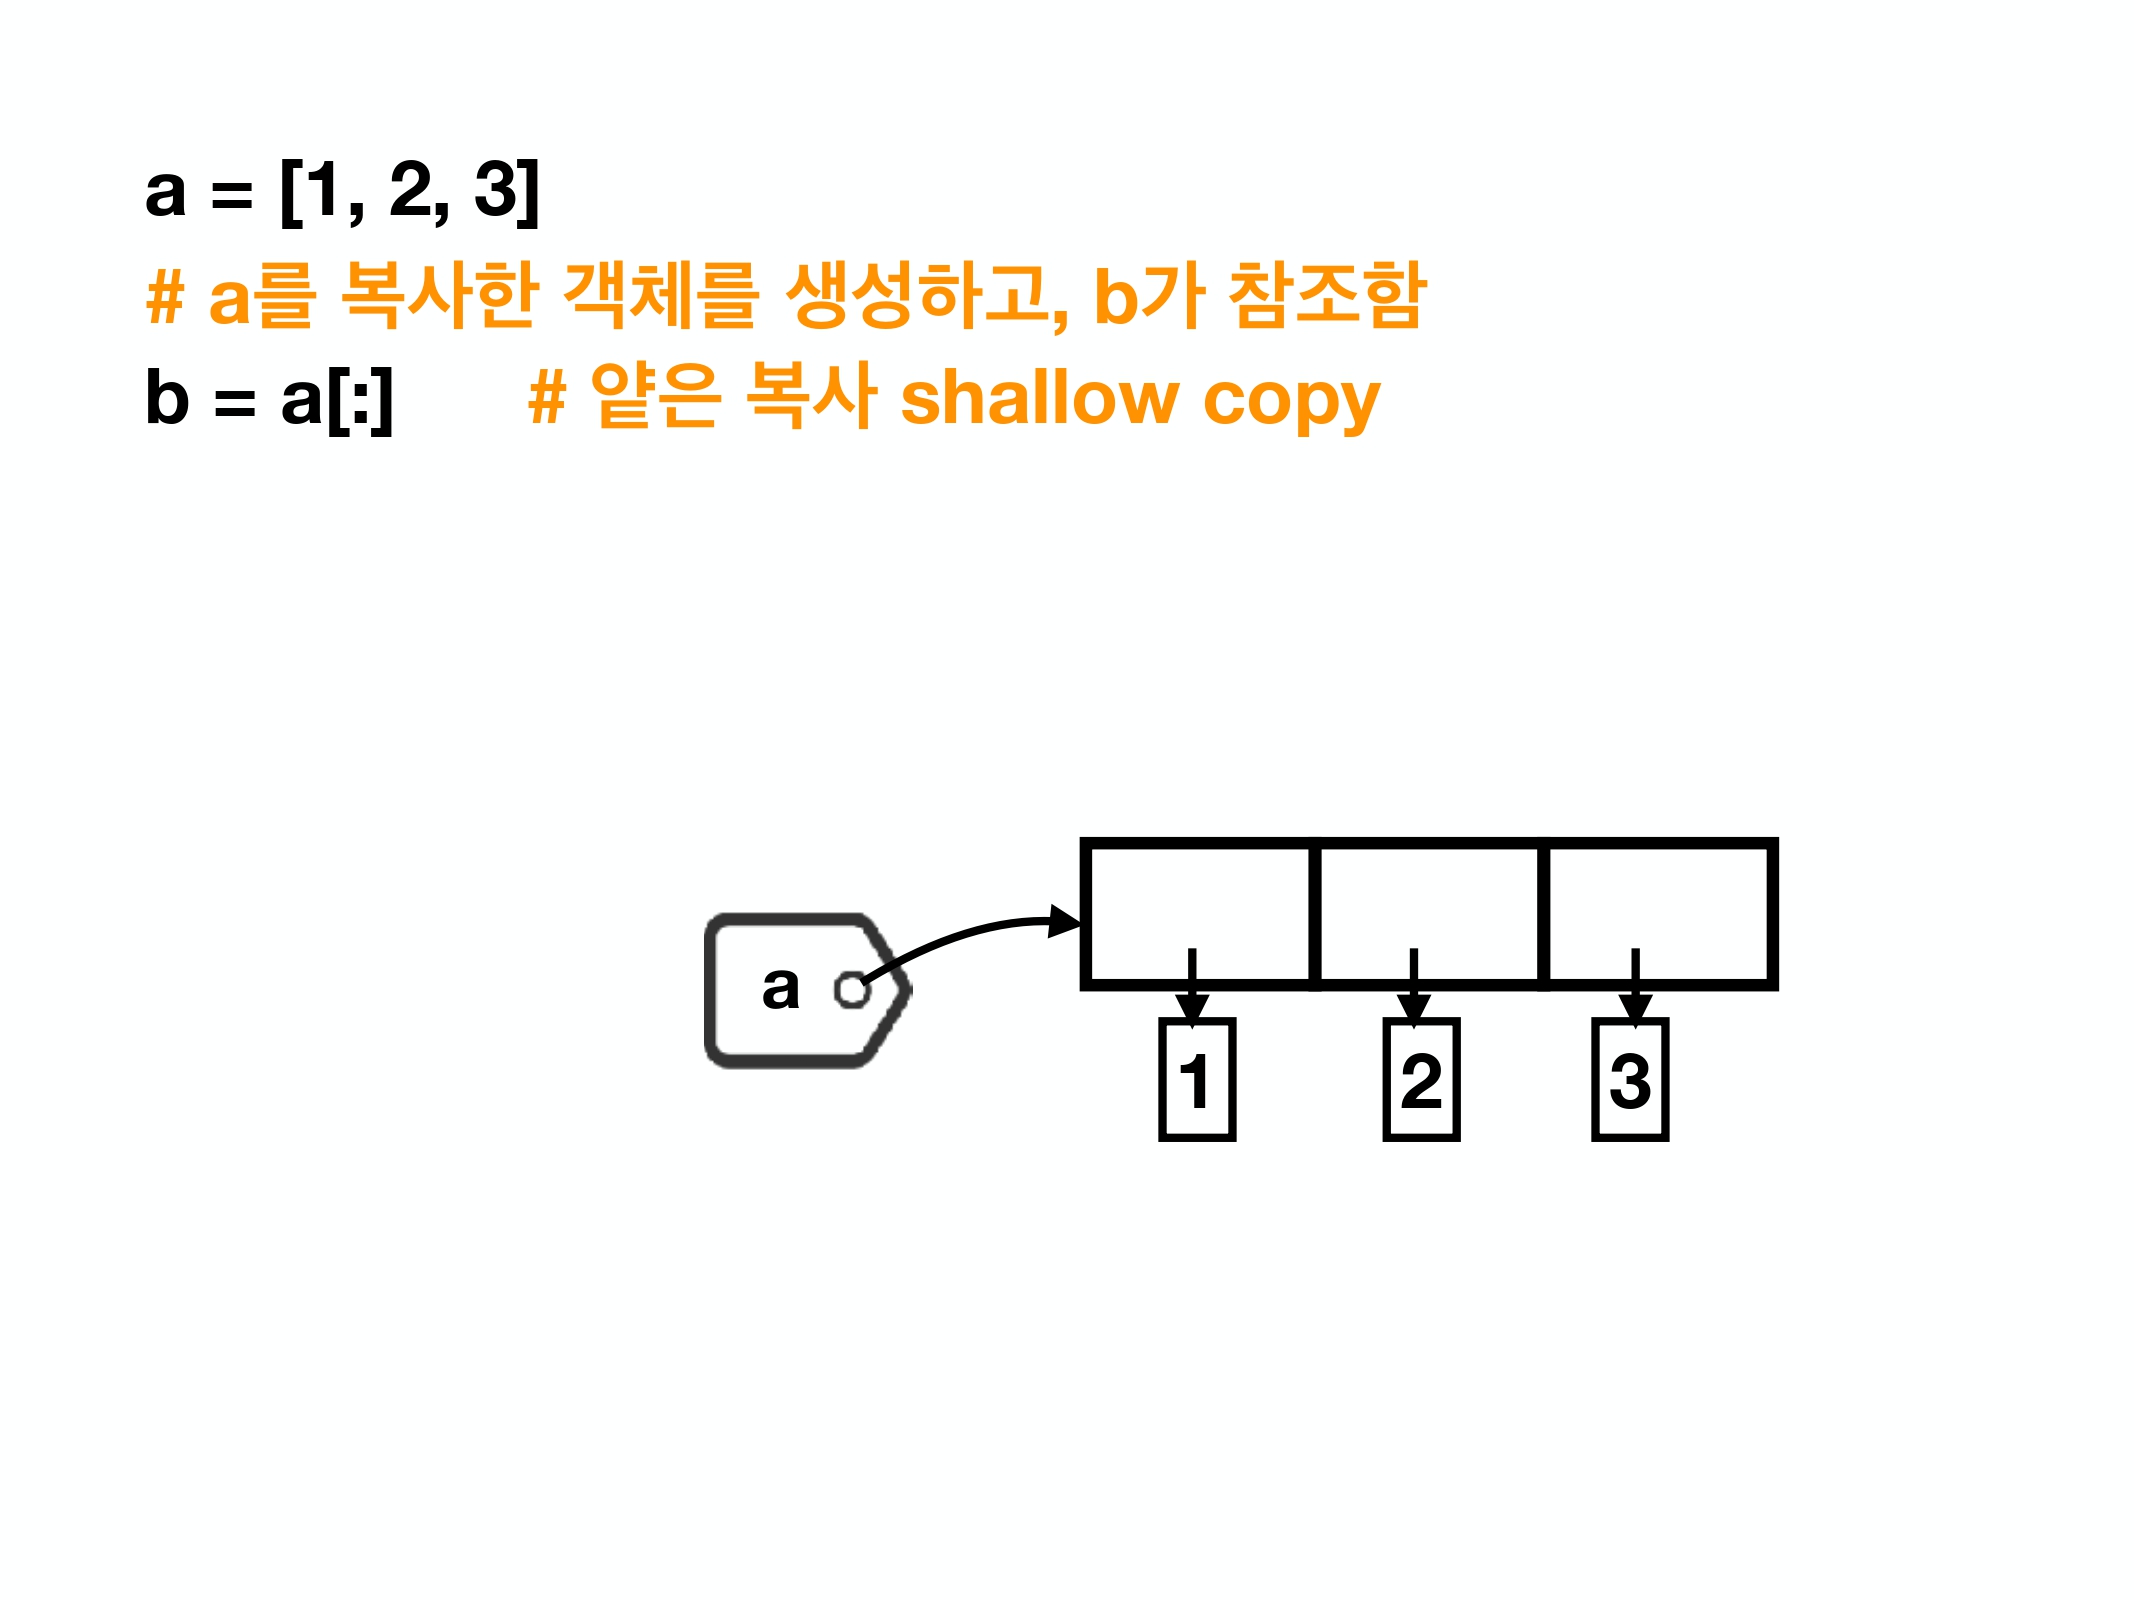 a = [1, 2, 3]
# a를 복사한 객체를 생성하고, b가 참조함
b = a[:] # 얕은 복사 shallow copy
a
1 2 3